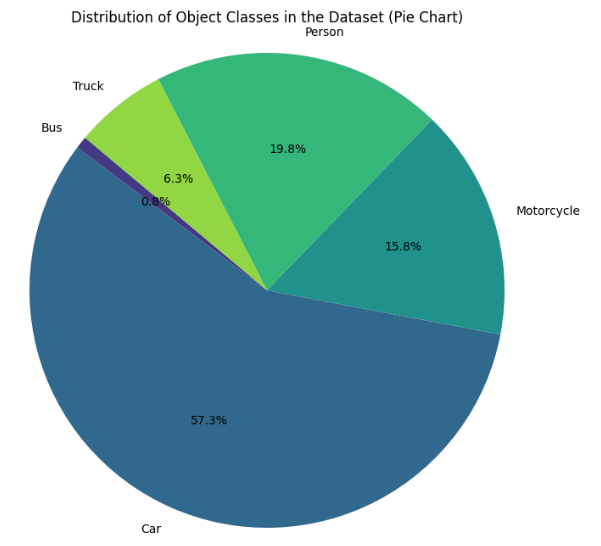 Distribution of Object Classes in the Dataset (Pie Chart)
Person
Truck
Bus
19.8%
6.3%
0.8%
Motorcycle
15.8%
57.3%
Car